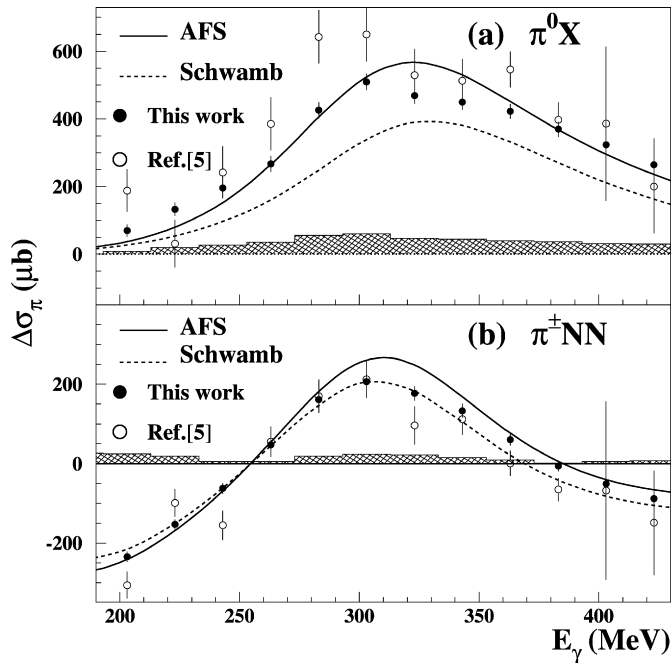 (a) π⁰X
AFS
Schwamb
This work
Ref.[5]
600
400
200
0
Δσπ (μb)
(b) π±NN
AFS
Schwamb
This work
Ref.[5]
200
0
-200
200 250 300 350 400
Eγ (MeV)